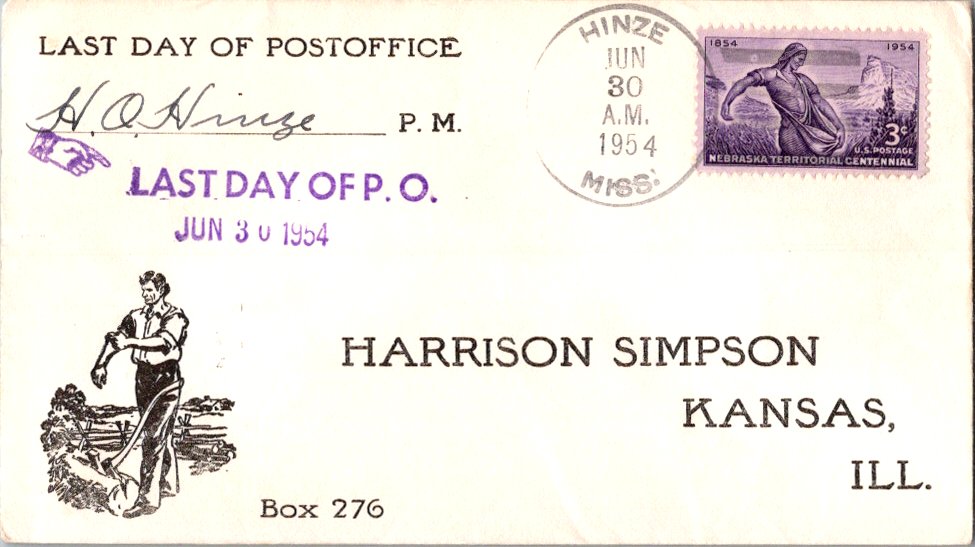 LAST DAY OF POSTOFFICE
H. O. Hinze P. M.
LAST DAY OF P. O.
JUN 30 1954
HINZE
JUN
30
A.M.
1954
MISS.
1854 1954
3¢
U.S. POSTAGE
NEBRASKA TERRITORIAL CENTENNIAL
HARRISON SIMPSON
KANSAS,
ILL.
Box 276